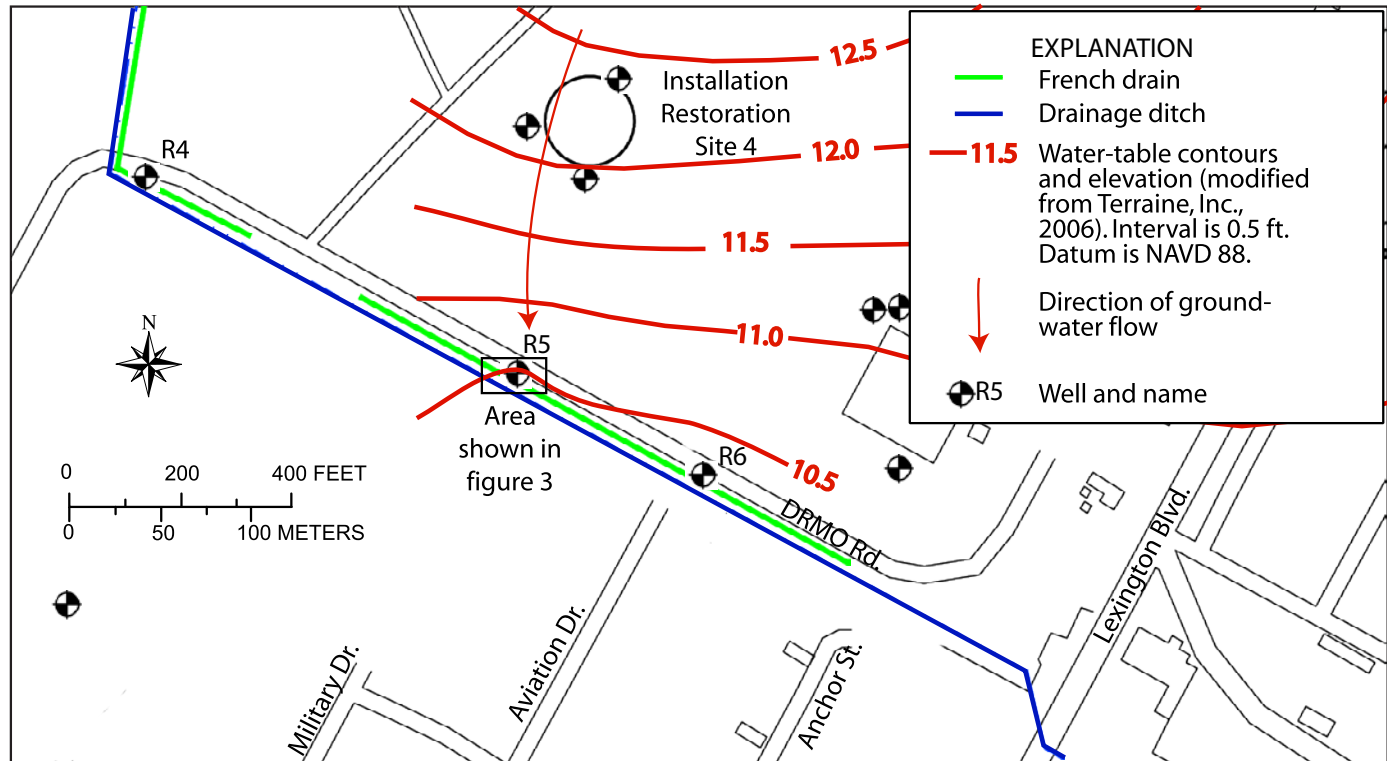 12.5
Installation
Restoration
Site 4
12.0
11.5
11.0
10.5
R4
R5
R6
Area
shown in
figure 3
N
0 200 400 FEET
0 50 100 METERS
DRMO Rd.
Lexington Blvd.
Military Dr.
Aviation Dr.
Anchor St.
EXPLANATION
French drain
Drainage ditch
11.5 Water-table contours
and elevation (modified
from Terraine, Inc.,
2006). Interval is 0.5 ft.
Datum is NAVD 88.
Direction of ground-
water flow
R5 Well and name